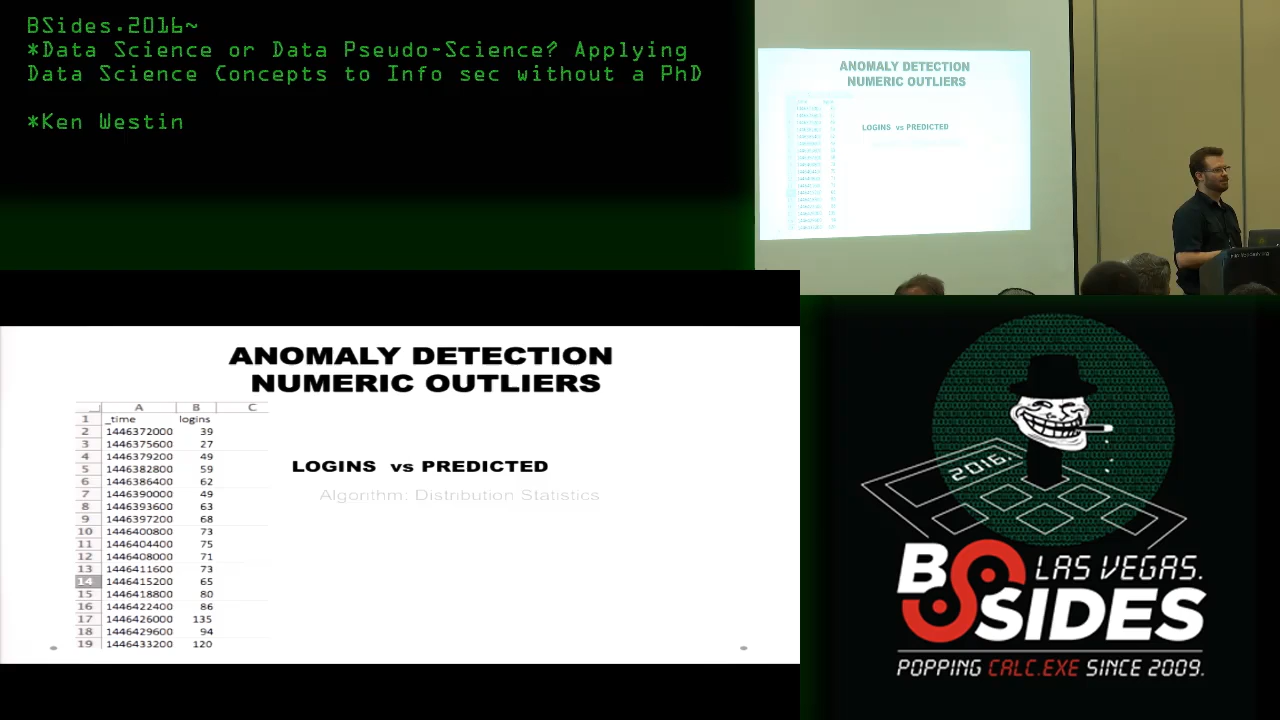 BSides.2016~
*Data Science or Data Pseudo-Science? Applying
Data Science Concepts to Info sec without a PhD
*Ken Westin
ANOMALY DETECTION
NUMERIC OUTLIERS
LOGINS vs PREDICTED
ANOMALY DETECTION
NUMERIC OUTLIERS
A B C
1 _time logins
2 1446372000 39
3 1446375600 27
4 1446379200 49
5 1446382800 59
6 1446386400 62
7 1446390000 49
8 1446393600 63
9 1446397200 68
10 1446400800 73
11 1446404400 75
12 1446408000 71
13 1446411600 73
14 1446415200 65
15 1446418800 80
16 1446422400 86
17 1446426000 135
18 1446429600 94
19 1446433200 120
LOGINS vs PREDICTED
Algorithm: Distribution Statistics
2016.
BSIDES
LAS VEGAS.
POPPING CALC.EXE SINCE 2009.